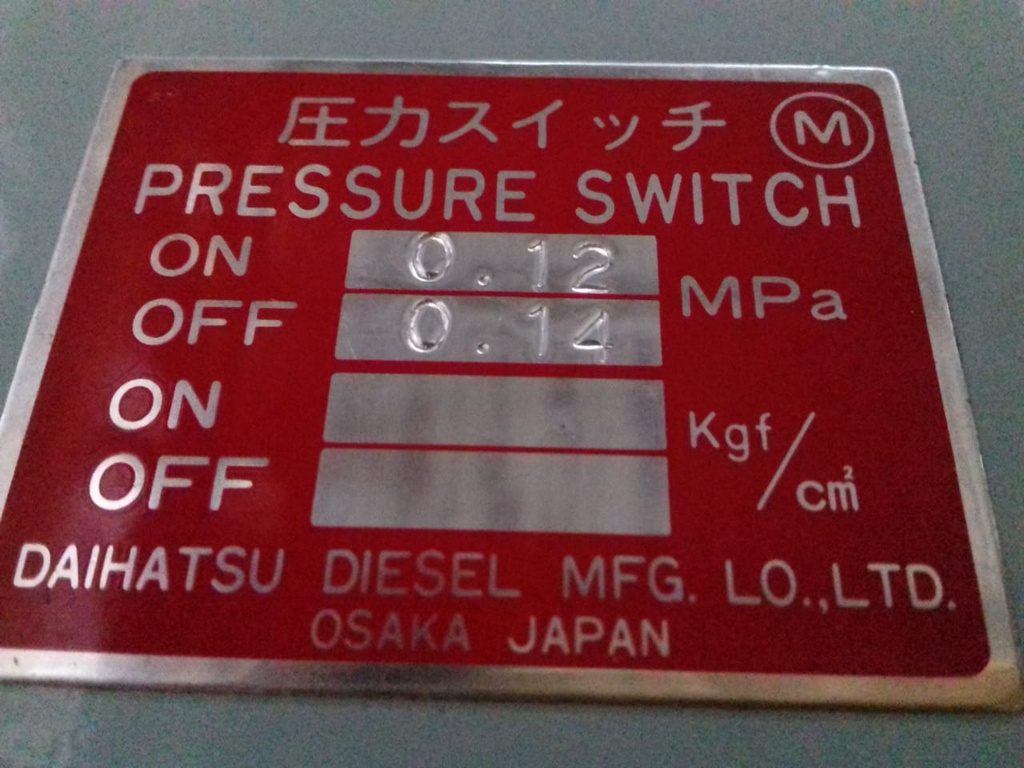 圧力スイッチ Ⓜ
PRESSURE SWITCH
ON 0.12
OFF 0.14 MPa
ON
OFF Kgf/cm²
DAIHATSU DIESEL MFG. LO.,LTD.
OSAKA JAPAN